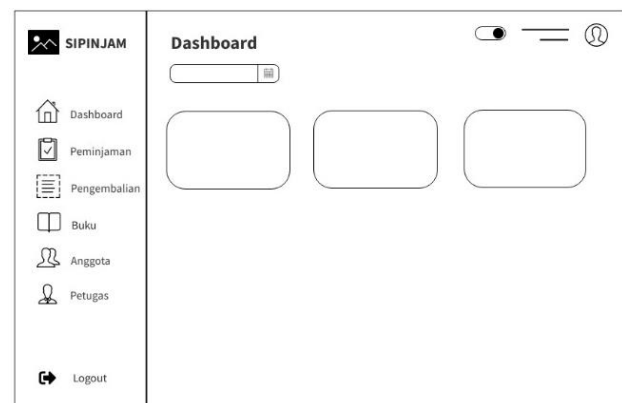 SIPINJAM
Dashboard
Dashboard
Peminjaman
Pengembalian
Buku
Anggota
Petugas
Logout